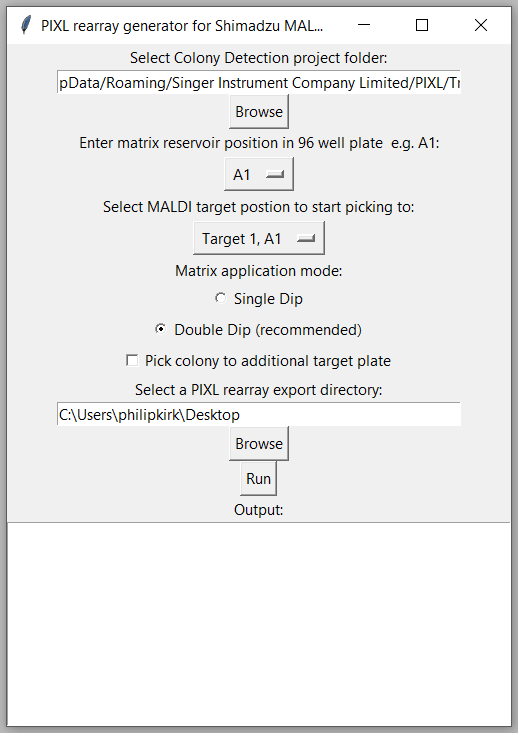 PIXL rearray generator for Shimadzu MAL...
Select Colony Detection project folder:
pData/Roaming/Singer Instrument Company Limited/PIXL/Tr
Browse
Enter matrix reservoir position in 96 well plate  e.g. A1:
A1
Select MALDI target postion to start picking to:
Target 1, A1
Matrix application mode:
Single Dip
Double Dip (recommended)
Pick colony to additional target plate
Select a PIXL rearray export directory:
C:\Users\philipkirk\Desktop
Browse
Run
Output: